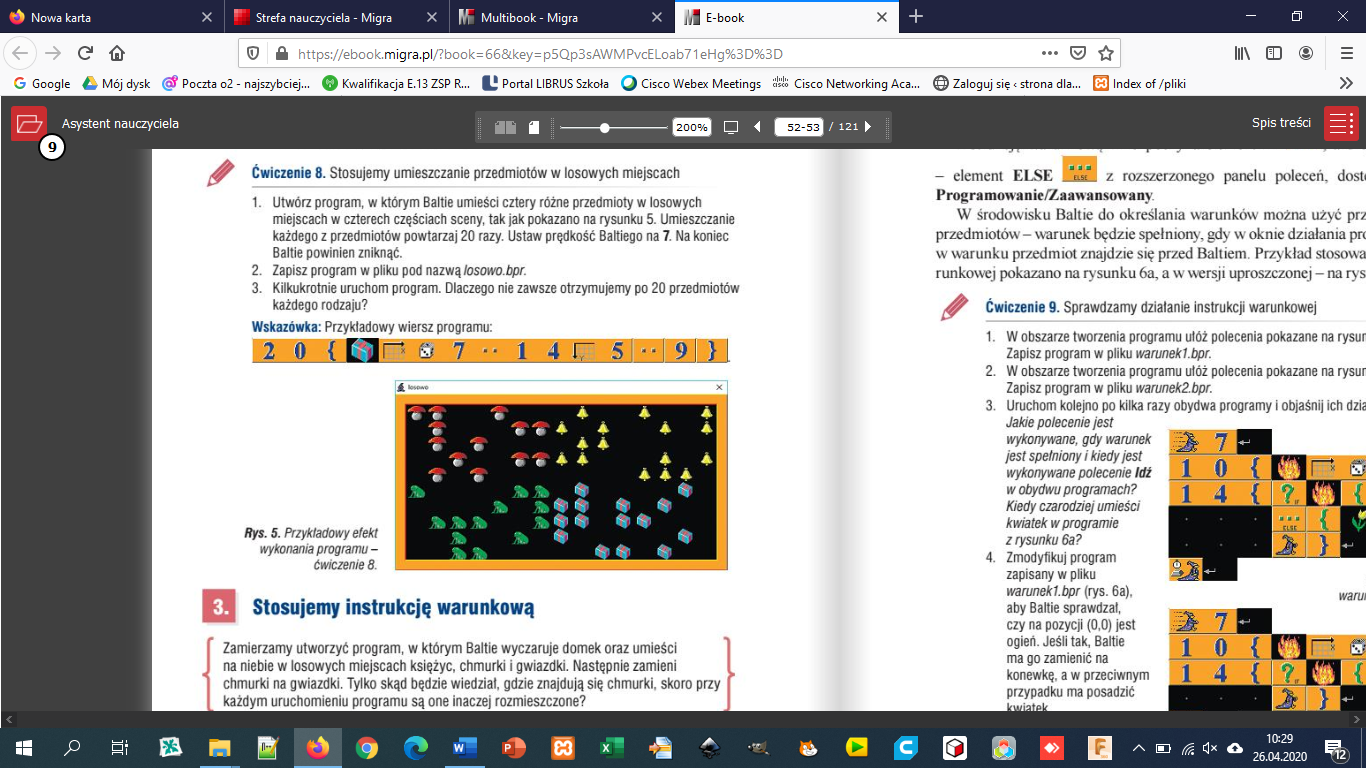 Nowa karta
Strefa nauczyciela - Migra
Multibook - Migra
E-book
https://ebook.migra.pl/?book=66&key=p5Qp3sAWMPvcELoab71eHg%3D%3D
Google
Mój dysk
Poczta o2 - najszybciej...
Kwalifikacja E.13 ZSP R...
Portal LIBRUS Szkoła
Cisco Webex Meetings
Cisco Networking Aca...
Zaloguj się ‹ strona dla...
Index of /pliki
Asystent nauczyciela
9
200%
52-53 / 121
Spis treści
Ćwiczenie 8. Stosujemy umieszczanie przedmiotów w losowych miejscach
1. Utwórz program, w którym Baltie umieści cztery różne przedmioty w losowych
miejscach w czterech częściach sceny, tak jak pokazano na rysunku 5. Umieszczanie
każdego z przedmiotów powtarzaj 20 razy. Ustaw prędkość Baltiego na 7. Na koniec
Baltie powinien zniknąć.
2. Zapisz program w pliku pod nazwą losowo.bpr.
3. Kilkukrotnie uruchom program. Dlaczego nie zawsze otrzymujemy po 20 przedmiotów
każdego rodzaju?
Wskazówka: Przykładowy wiersz programu:
2 0 { 7 .. 1 4 5 .. 9 }
losowo
Rys. 5. Przykładowy efekt
wykonania programu –
ćwiczenie 8.
3. Stosujemy instrukcję warunkową
Zamierzamy utworzyć program, w którym Baltie wyczaruje domek oraz umieści
na niebie w losowych miejscach księżyc, chmurki i gwiazdki. Następnie zamieni
chmurki na gwiazdki. Tylko skąd będzie wiedział, gdzie znajdują się chmurki, skoro przy
każdym uruchomieniu programu są one inaczej rozmieszczone?
– element ELSE ELSE z rozszerzonego panelu poleceń, dostę
Programowanie/Zaawansowany.
W środowisku Baltie do określania warunków można użyć prz
przedmiotów – warunek będzie spełniony, gdy w oknie działania pro
w warunku przedmiot znajdzie się przed Baltiem. Przykład stosowa
runkowej pokazano na rysunku 6a, a w wersji uproszczonej – na rys
Ćwiczenie 9. Sprawdzamy działanie instrukcji warunkowej
1. W obszarze tworzenia programu ułóż polecenia pokazane na rysun
Zapisz program w pliku warunek1.bpr.
2. W obszarze tworzenia programu ułóż polecenia pokazane na rysun
Zapisz program w pliku warunek2.bpr.
3. Uruchom kolejno po kilka razy obydwa programy i objaśnij ich dzia
Jakie polecenie jest
wykonywane, gdy warunek
jest spełniony i kiedy jest
wykonywane polecenie Idź
w obydwu programach?
Kiedy czarodziej umieści
kwiatek w programie
z rysunku 6a?
4. Zmodyfikuj program
zapisany w pliku
warunek1.bpr (rys. 6a),
aby Baltie sprawdzał,
czy na pozycji (0,0) jest
ogień. Jeśli tak, Baltie
ma go zamienić na
konewkę, a w przeciwnym
przypadku ma posadzić
kwiatek.
7
1 0 {
1 4 { ? IF {
ELSE {
}
warun
7
1 0 {
1 4 { ? {
}
10:29
26.04.2020
12